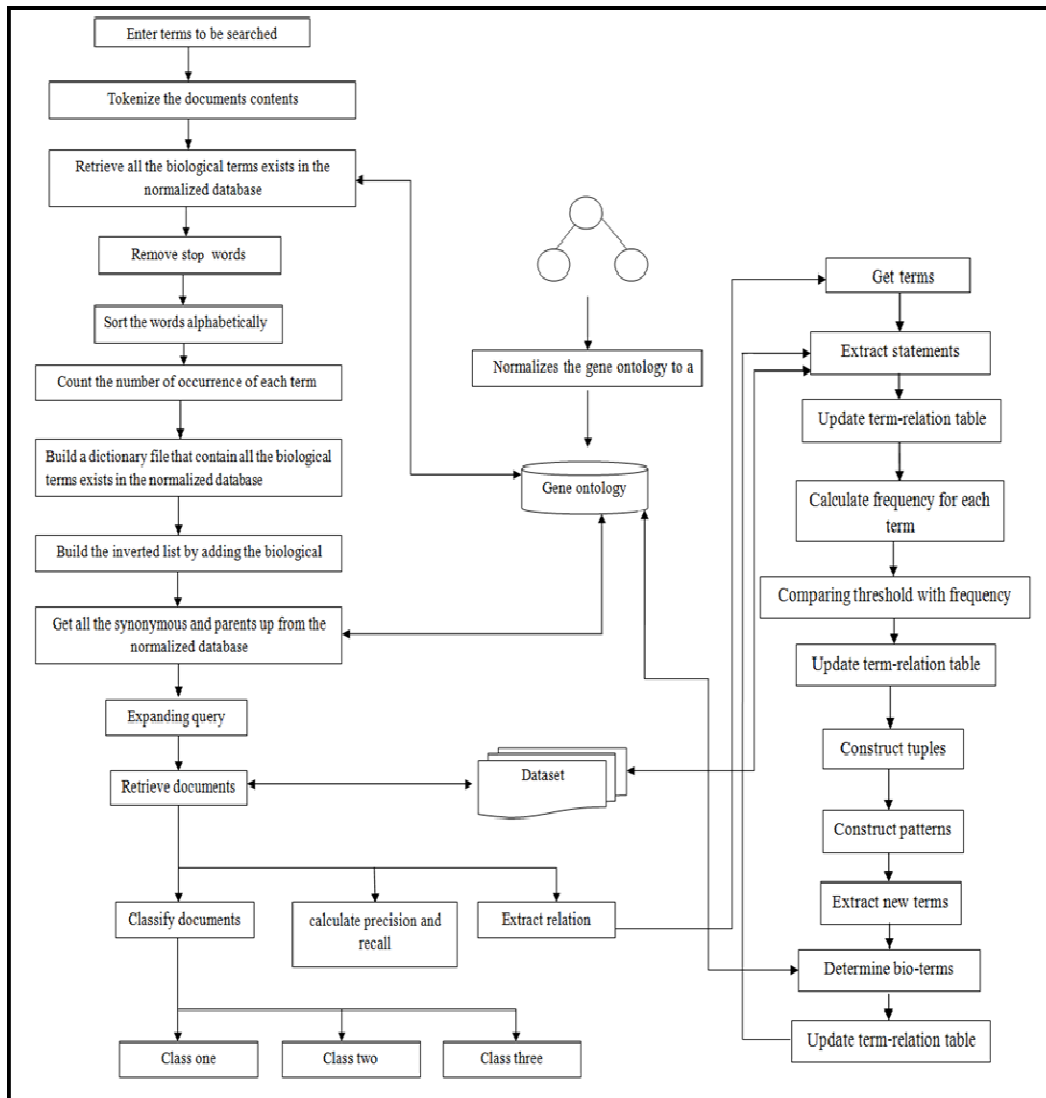 Enter terms to be searched
Tokenize the documents contents
Retrieve all the biological terms exists in the
normalized database
Remove stop words
Sort the words alphabetically
Count the number of occurrence of each term
Build a dictionary file that contain all the biological
terms exists in the normalized database
Build the inverted list by adding the biological
Get all the synonymous and parents up from the
normalized database
Expanding query
Retrieve documents
Classify documents
calculate precision and
recall
Extract relation
Class one
Class two
Class three
Normalizes the gene ontology to a
Gene ontology
Dataset
Get terms
Extract statements
Update term-relation table
Calculate frequency for each
term
Comparing threshold with frequency
Update term-relation table
Construct tuples
Construct patterns
Extract new terms
Determine bio-terms
Update term-relation table